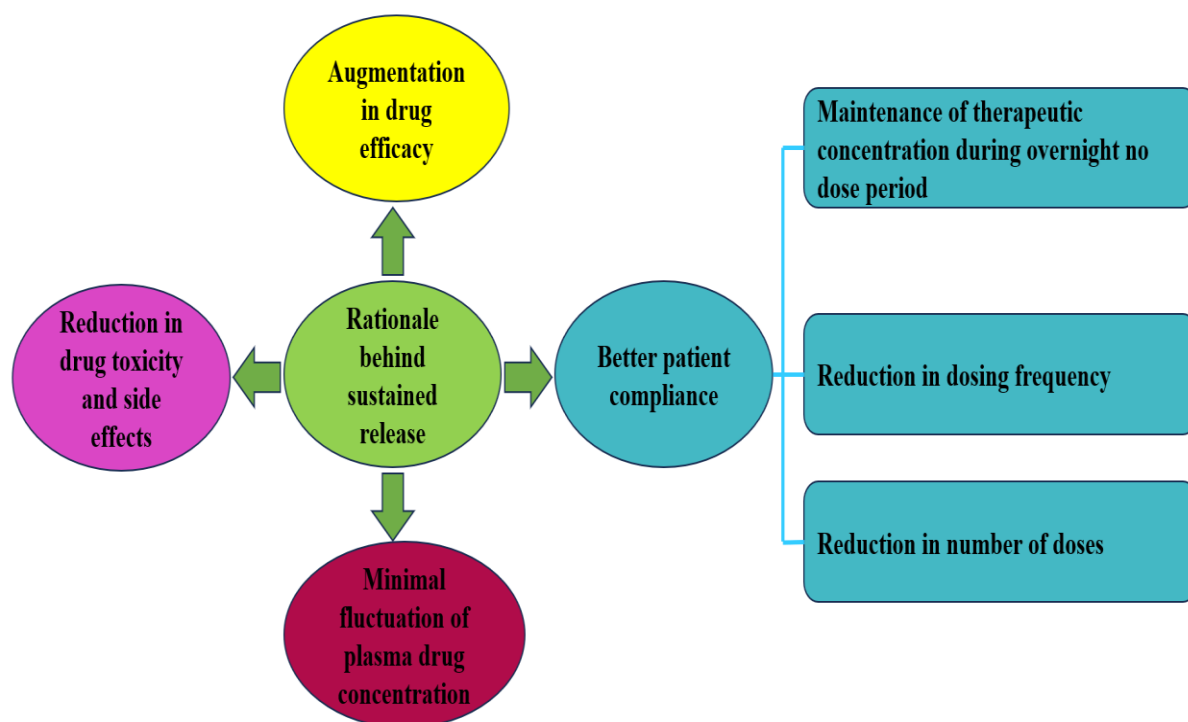 Augmentation
in drug
efficacy
Reduction in
drug toxicity
and side
effects
Rationale
behind
sustained
release
Better patient
compliance
Minimal
fluctuation of
plasma drug
concentration
Maintenance of therapeutic
concentration during overnight no
dose period
Reduction in dosing frequency
Reduction in number of doses